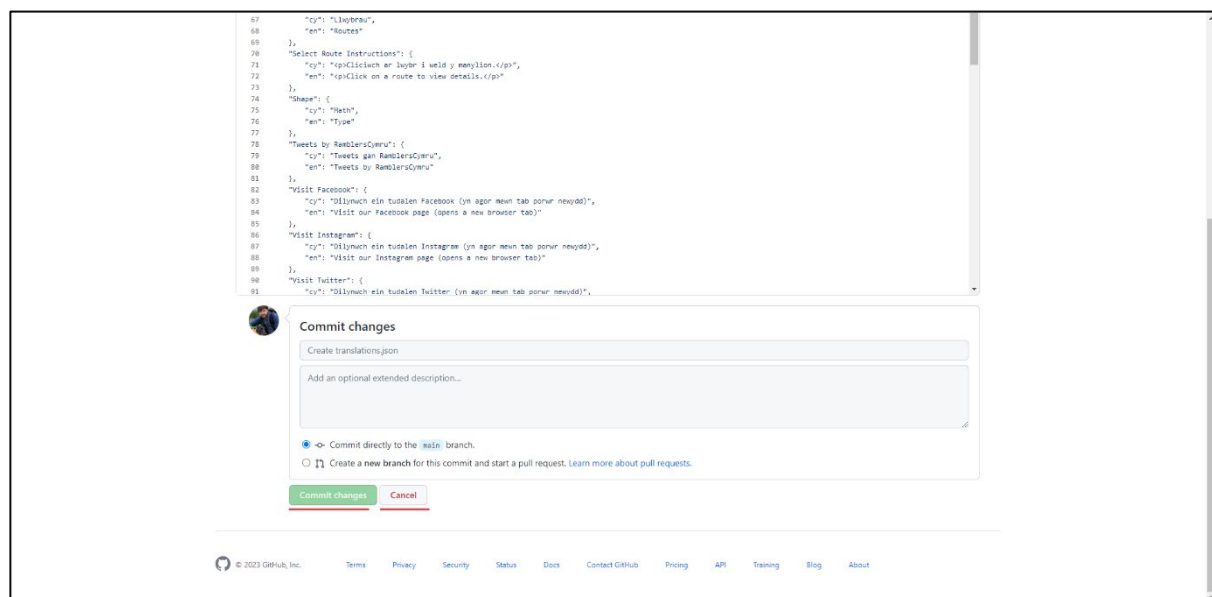 67 "cy": "Llwybrau",
68 "en": "Routes"
69 },
70 "Select Route Instructions": {
71 "cy": "<p>Cliciwch ar lwybr i weld y manylion.</p>",
72 "en": "<p>Click on a route to view details.</p>"
73 },
74 "Shape": {
75 "cy": "Math",
76 "en": "Type"
77 },
78 "Tweets by RamblersCymru": {
79 "cy": "Tweets gan RamblersCymru",
80 "en": "Tweets by RamblersCymru"
81 },
82 "Visit Facebook": {
83 "cy": "Dilynwch ein tudalen Facebook (yn agor mewn tab porwr newydd)",
84 "en": "Visit our Facebook page (opens a new browser tab)"
85 },
86 "Visit Instagram": {
87 "cy": "Dilynwch ein tudalen Instagram (yn agor mewn tab porwr newydd)",
88 "en": "Visit our Instagram page (opens a new browser tab)"
89 },
90 "Visit Twitter": {
91 "cy": "Dilynwch ein tudalen Twitter (yn agor mewn tab porwr newydd)",
Commit changes
Create translations.json
Add an optional extended description...
Commit directly to the main branch.
Create a new branch for this commit and start a pull request. Learn more about pull requests.
Commit changes Cancel
© 2023 GitHub, Inc. Terms Privacy Security Status Docs Contact GitHub Pricing API Training Blog About